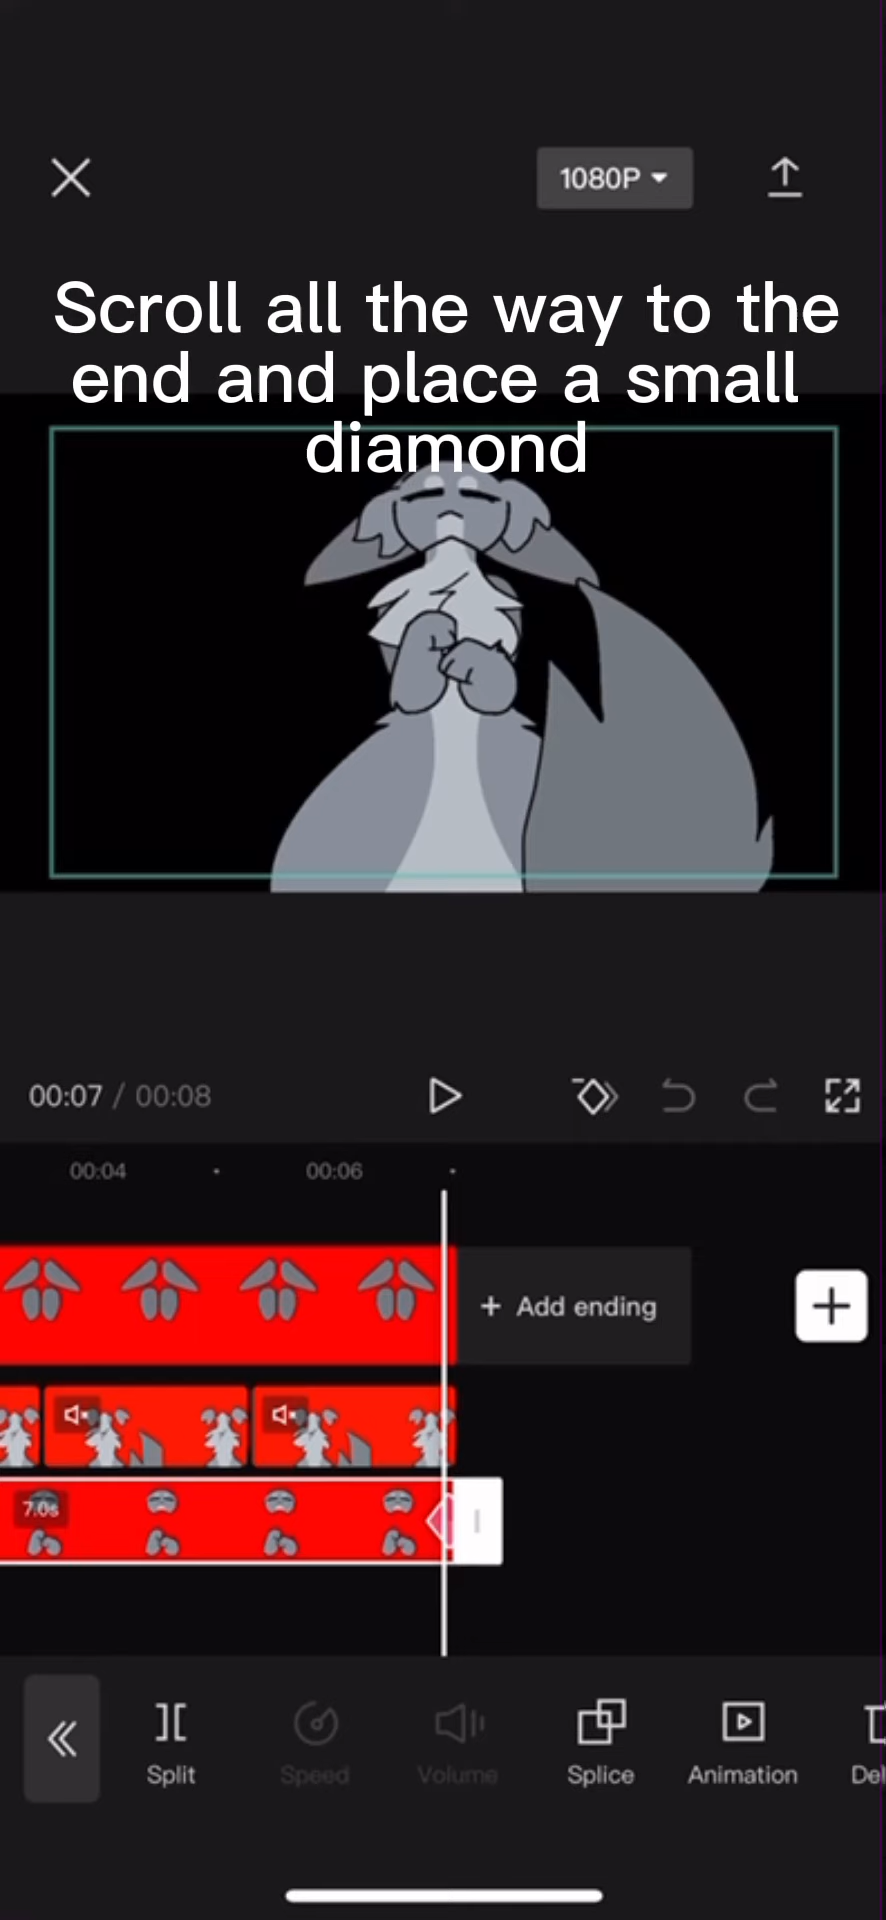 1080P
Scroll all the way to the
end and place a small
diamond
00:07 / 00:08
00:04
00:06
+ Add ending
7.0s
Split
Speed
Volume
Splice
Animation
Del